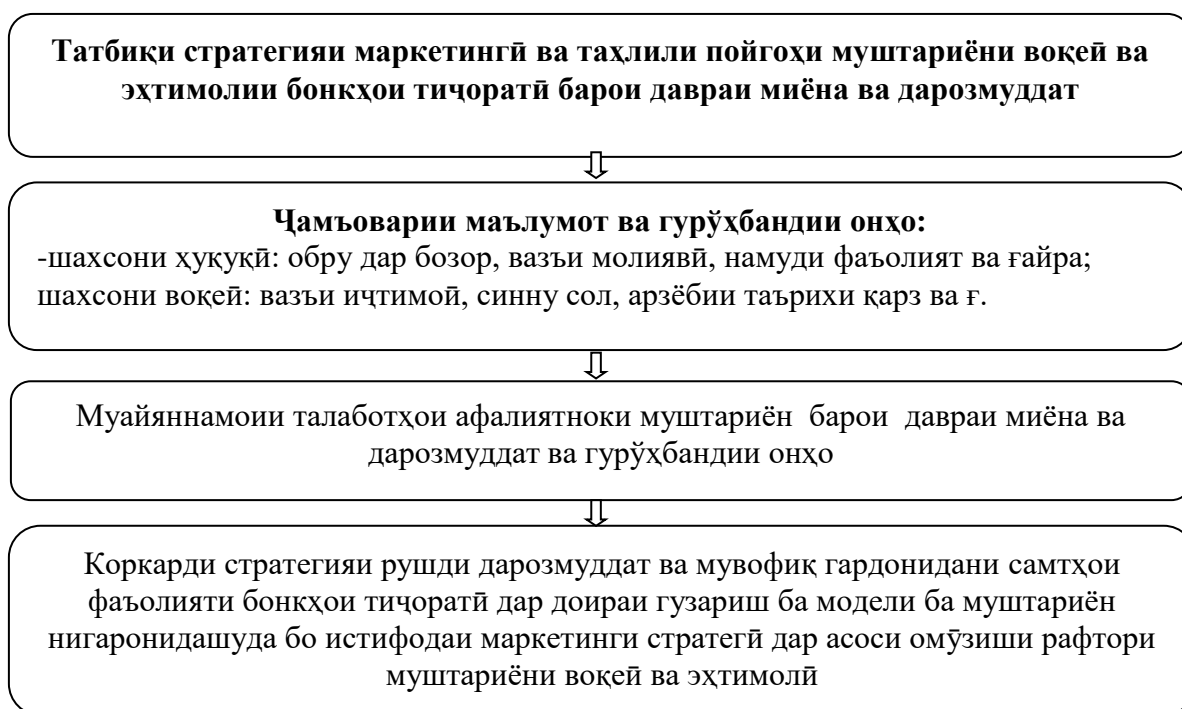 Татбиқи стратегияи маркетингӣ ва таҳлили пойгоҳи муштариёни воқеӣ ва
эҳтимолии бонкҳои тиҷоратӣ барои давраи миёна ва дарозмуддат
Ҷамъоварии маълумот ва гурӯҳбандии онҳо:
-шахсони ҳуқуқӣ: обру дар бозор, вазъи молиявӣ, намуди фаъолият ва ғайра;
шахсони воқеӣ: вазъи иҷтимоӣ, синну сол, арзёбии таърихи қарз ва ғ.
Муайяннамоии талаботҳои афалиятноки муштариён барои давраи миёна ва
дарозмуддат ва гурӯҳбандии онҳо
Коркарди стратегияи рушди дарозмуддат ва мувофиқ гардонидани самтҳои
фаъолияти бонкҳои тиҷоратӣ дар доираи гузариш ба модели ба муштариён
нигаронидашуда бо истифодаи маркетинги стратегӣ дар асоси омӯзиши рафтори
муштариёни воқеӣ ва эҳтимолӣ